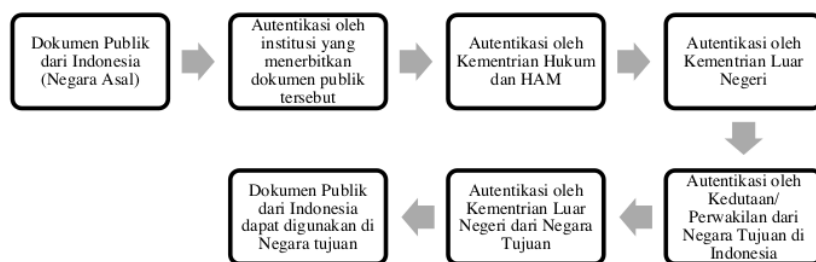 Dokumen Publik
dari Indonesia
(Negara Asal)
Autentikasi oleh
institusi yang
menerbitkan
dokumen publik
tersebut
Autentikasi oleh
Kementrian Hukum
dan HAM
Autentikasi oleh
Kementrian Luar
Negeri
Autentikasi oleh
Kedutaan/
Perwakilan dari
Negara Tujuan di
Indonesia
Autentikasi oleh
Kementrian Luar
Negeri dari Negara
Tujuan
Dokumen Publik
dari Indonesia
dapat digunakan di
Negara tujuan